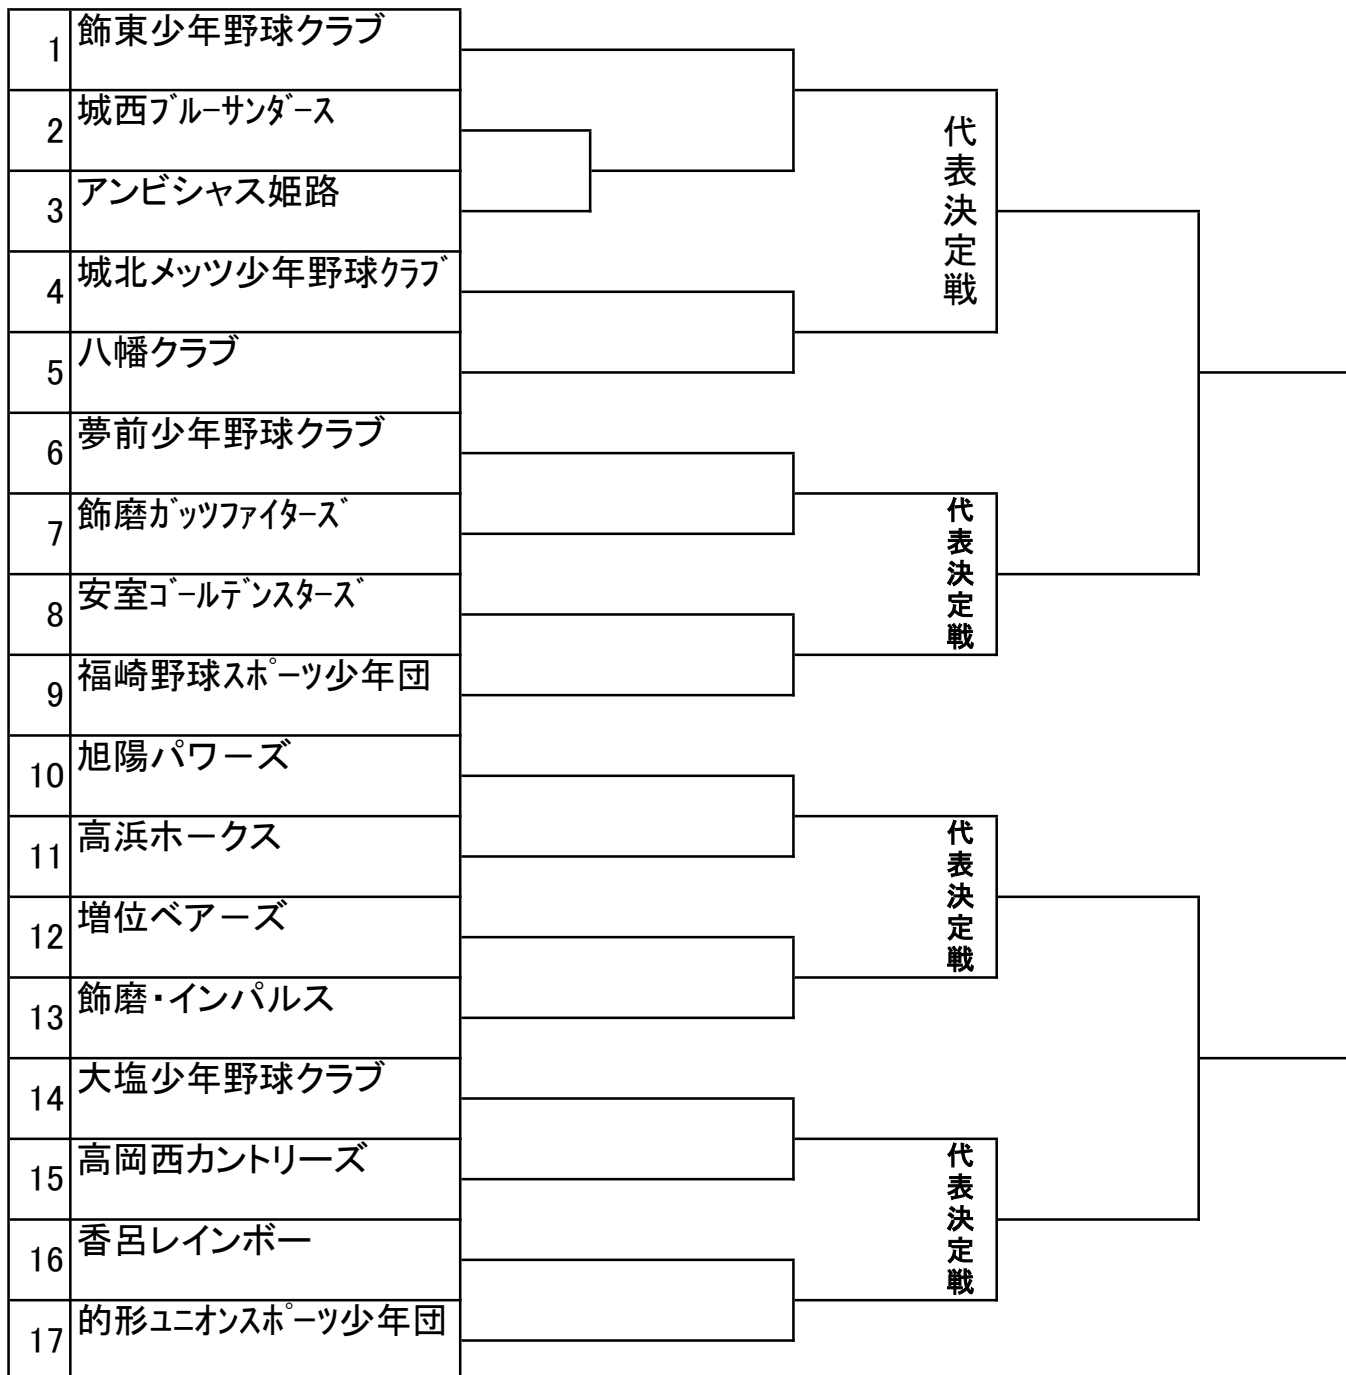 1 飾東少年野球クラブ
2 城西ﾌﾞﾙｰｻﾝﾀﾞｰｽ
3 アンビシャス姫路
4 城北メッツ少年野球ｸﾗﾌﾞ
5 八幡クラブ
6 夢前少年野球クラブ
7 飾磨ｶﾞｯﾂﾌｧｲﾀｰｽﾞ
8 安室ｺﾞｰﾙﾃﾞﾝｽﾀｰｽﾞ
9 福崎野球ｽﾎﾟｰﾂ少年団
10 旭陽パワーズ
11 高浜ホークス
12 増位ベアーズ
13 飾磨・インパルス
14 大塩少年野球クラブ
15 高岡西カントリーズ
16 香呂レインボー
17 的形ﾕﾆｵﾝｽﾎﾟｰﾂ少年団
代表決定戦
代表決定戦
代表決定戦
代表決定戦